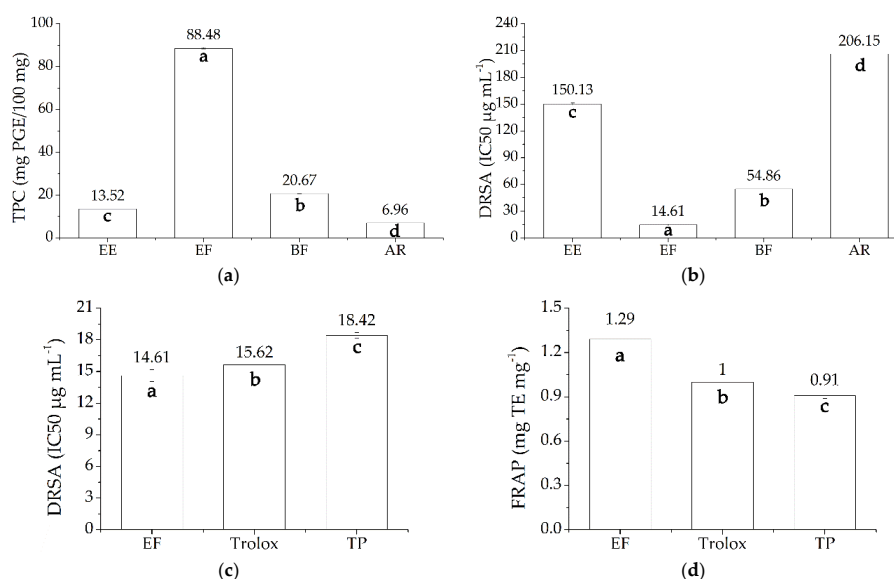 100
80
60
40
20
0
TPC (mg PGE/100 mg)
13.52
c
88.48
a
20.67
b
6.96
d
EE EF BF AR
(a)
240
210
180
150
120
90
60
30
0
DRSA (IC50 µg mL⁻¹)
150.13
c
14.61
a
54.86
b
206.15
d
EE EF BF AR
(b)
21
18
15
12
9
6
3
0
DRSA (IC50 µg mL⁻¹)
14.61
a
15.62
b
18.42
c
EF Trolox TP
(c)
1.5
1.2
0.9
0.6
0.3
0.0
FRAP (mg TE mg⁻¹)
1.29
a
1
b
0.91
c
EF Trolox TP
(d)